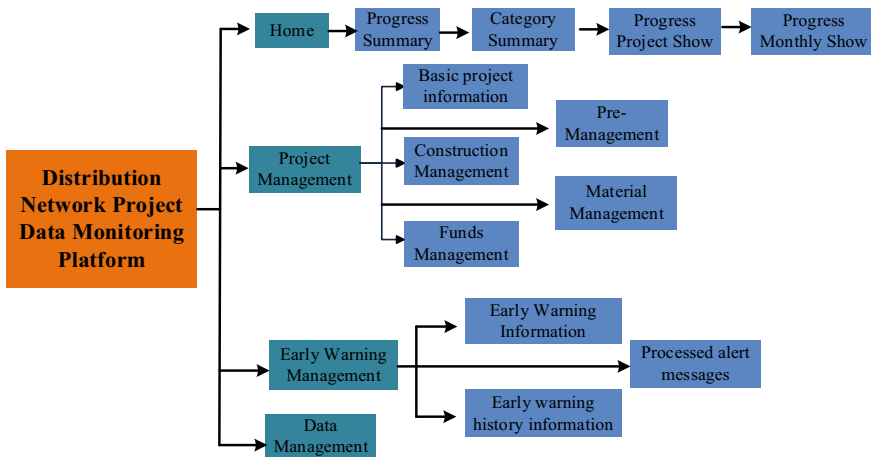 Distribution
Network Project
Data Monitoring
Platform
Home
Progress
Summary
Category
Summary
Progress
Project Show
Progress
Monthly Show
Project
Management
Basic project
information
Pre-
Management
Construction
Management
Material
Management
Funds
Management
Early Warning
Management
Early Warning
Information
Processed alert
messages
Early warning
history information
Data
Management